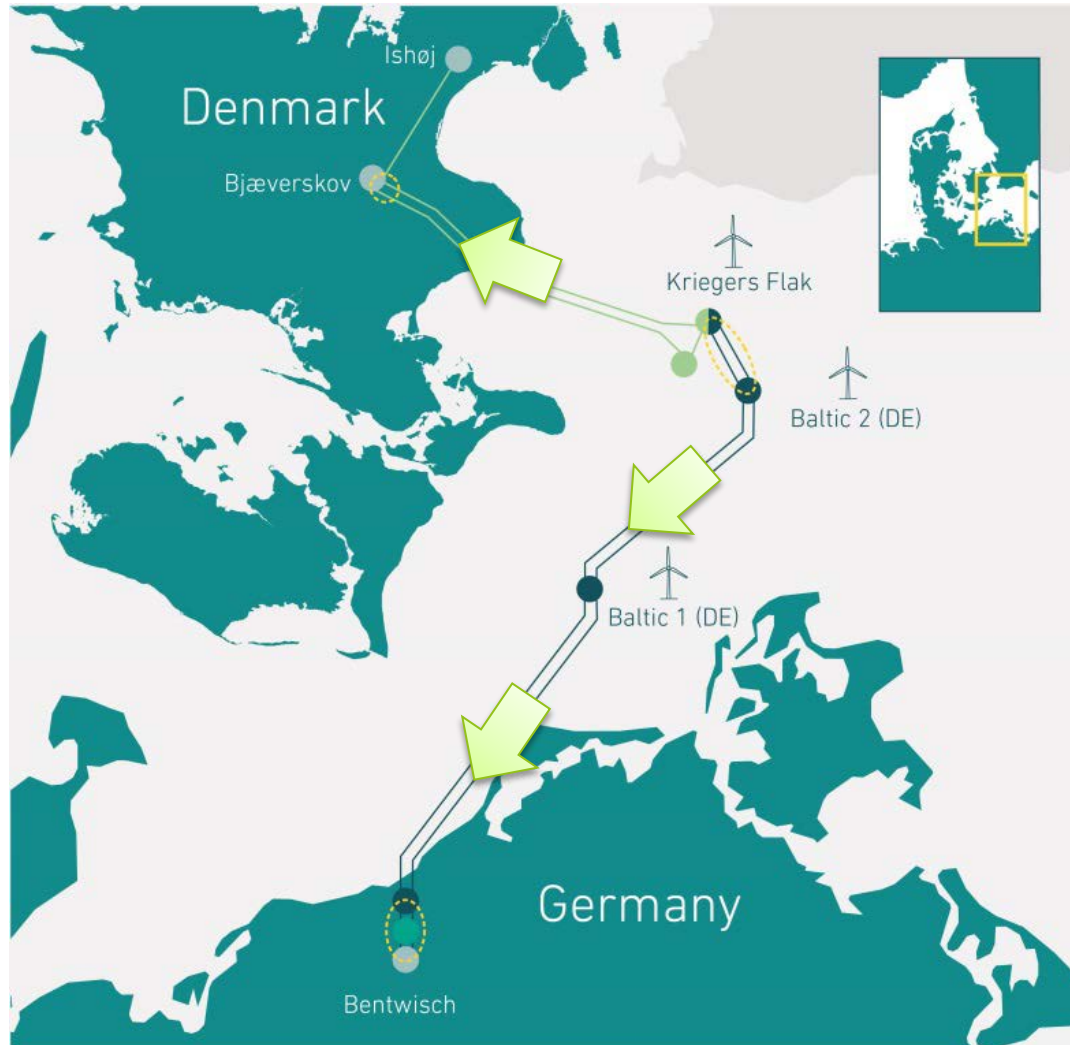 Ishøj
Denmark
Bjæverskov
Kriegers Flak
Baltic 2 (DE)
Baltic 1 (DE)
Germany
Bentwisch